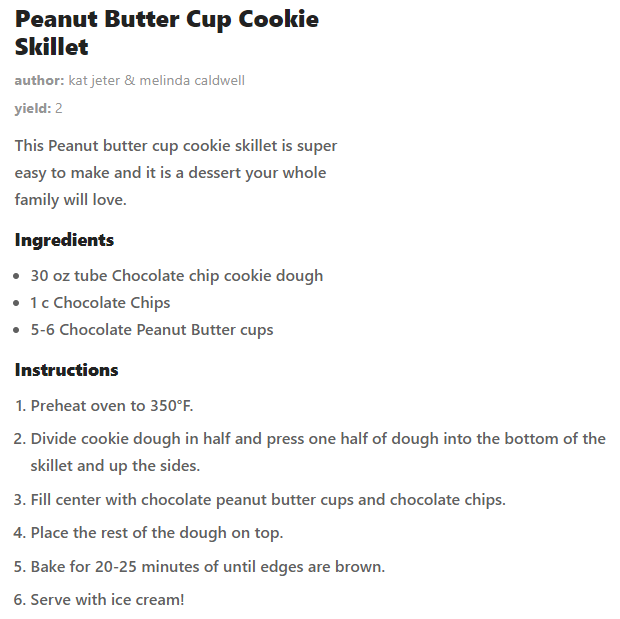 Peanut Butter Cup Cookie
Skillet
author: kat jeter & melinda caldwell
yield: 2
This Peanut butter cup cookie skillet is super
easy to make and it is a dessert your whole
family will love.
Ingredients
• 30 oz tube Chocolate chip cookie dough
• 1 c Chocolate Chips
• 5-6 Chocolate Peanut Butter cups
Instructions
1. Preheat oven to 350°F.
2. Divide cookie dough in half and press one half of dough into the bottom of the
skillet and up the sides.
3. Fill center with chocolate peanut butter cups and chocolate chips.
4. Place the rest of the dough on top.
5. Bake for 20-25 minutes of until edges are brown.
6. Serve with ice cream!